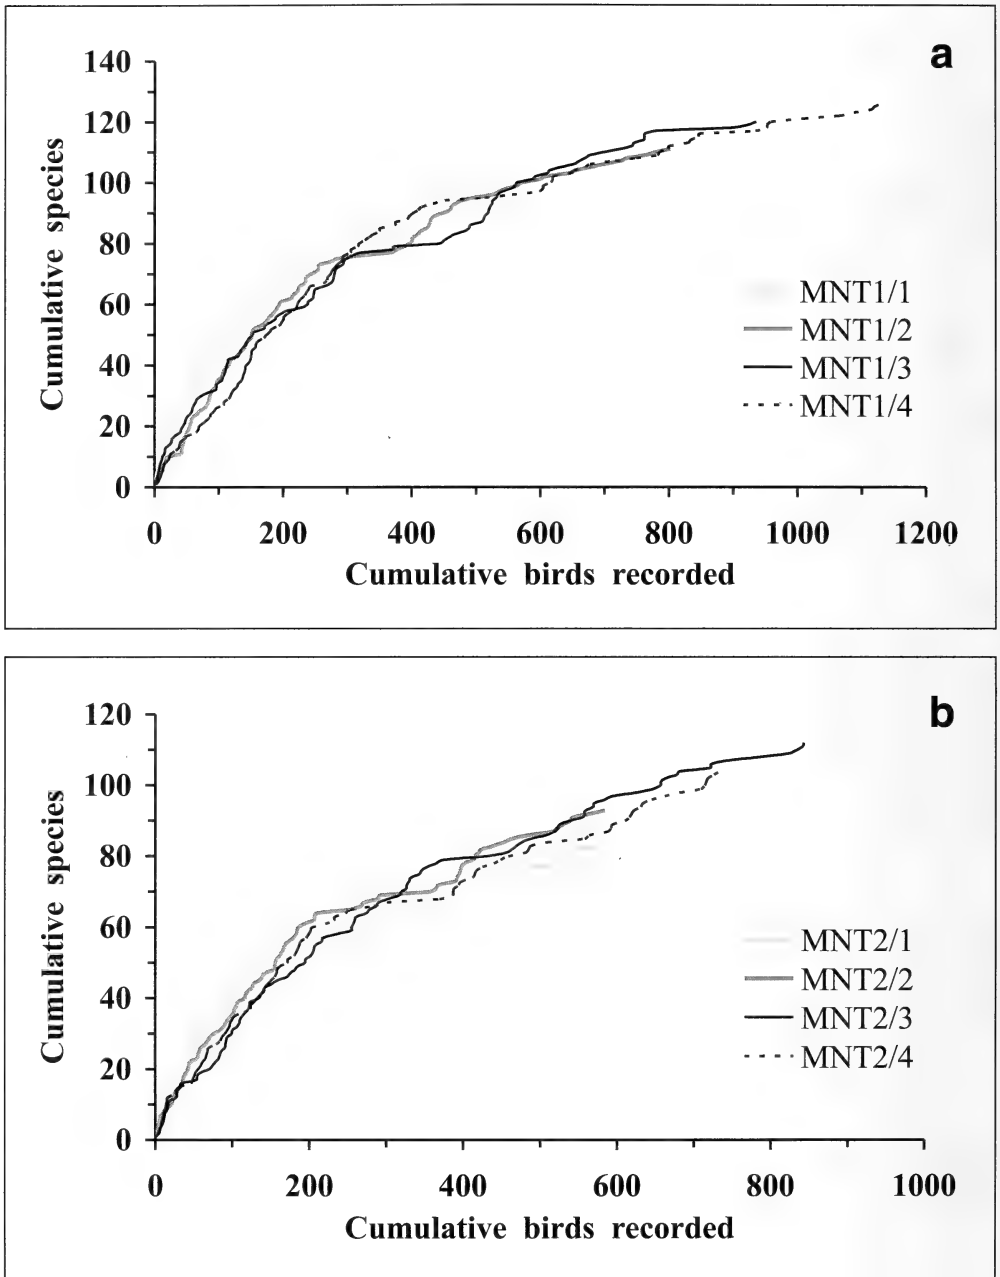 a
140
120
100
80
60
40
20
0
Cumulative species
0 200 400 600 800 1000 1200
Cumulative birds recorded
MNT1/1
MNT1/2
MNT1/3
MNT1/4
b
120
100
80
60
40
20
0
Cumulative species
0 200 400 600 800 1000
Cumulative birds recorded
MNT2/1
MNT2/2
MNT2/3
MNT2/4